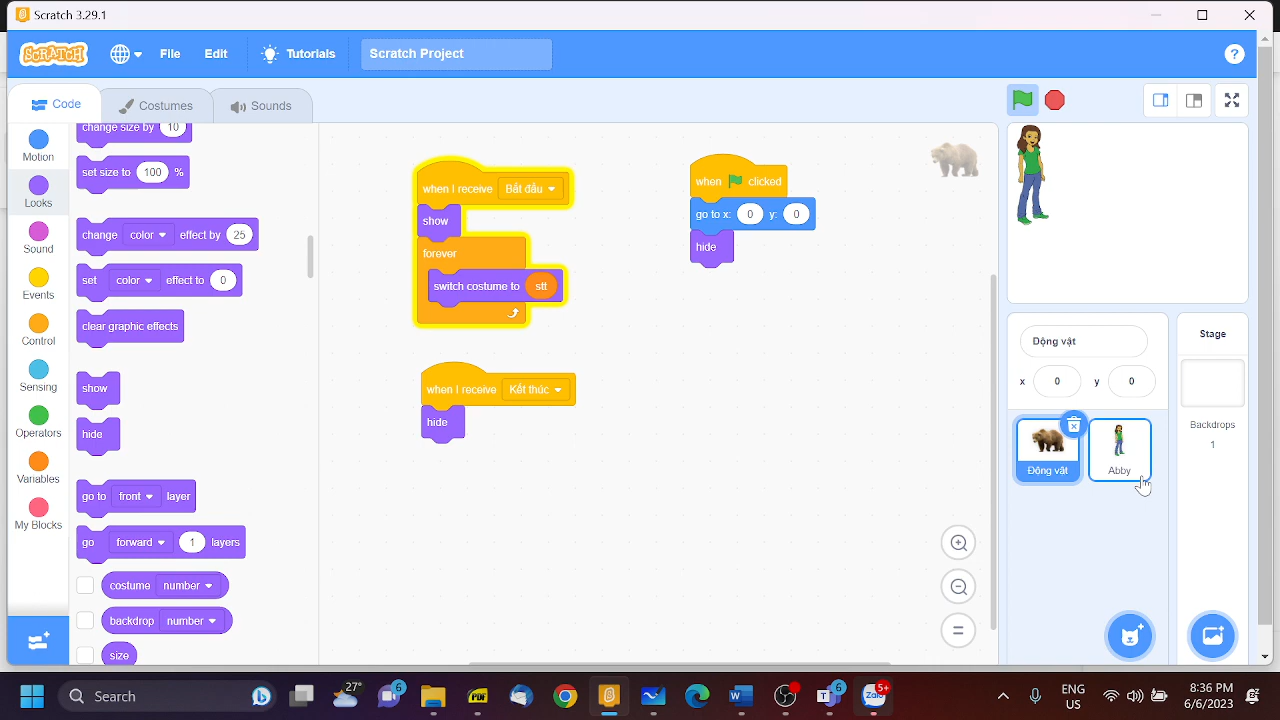 Scratch 3.29.1
SCRATCH
File
Edit
Tutorials
Scratch Project
?
Code
Costumes
Sounds
Motion
Looks
Sound
Events
Control
Sensing
Operators
Variables
My Blocks
change size by 10
set size to 100 %
change color effect by 25
set color effect to 0
clear graphic effects
show
hide
go to front layer
go forward 1 layers
costume number
backdrop number
size
when I receive Bắt đầu
show
forever
switch costume to stt
when I receive Kết thúc
hide
when clicked
go to x: 0 y: 0
hide
Động vật
x 0 y 0
Động vật
Abby
Stage
Backdrops
1
Search
27°
6
PDF
6
Zalo
5+
ENG
US
8:36 PM
6/6/2023